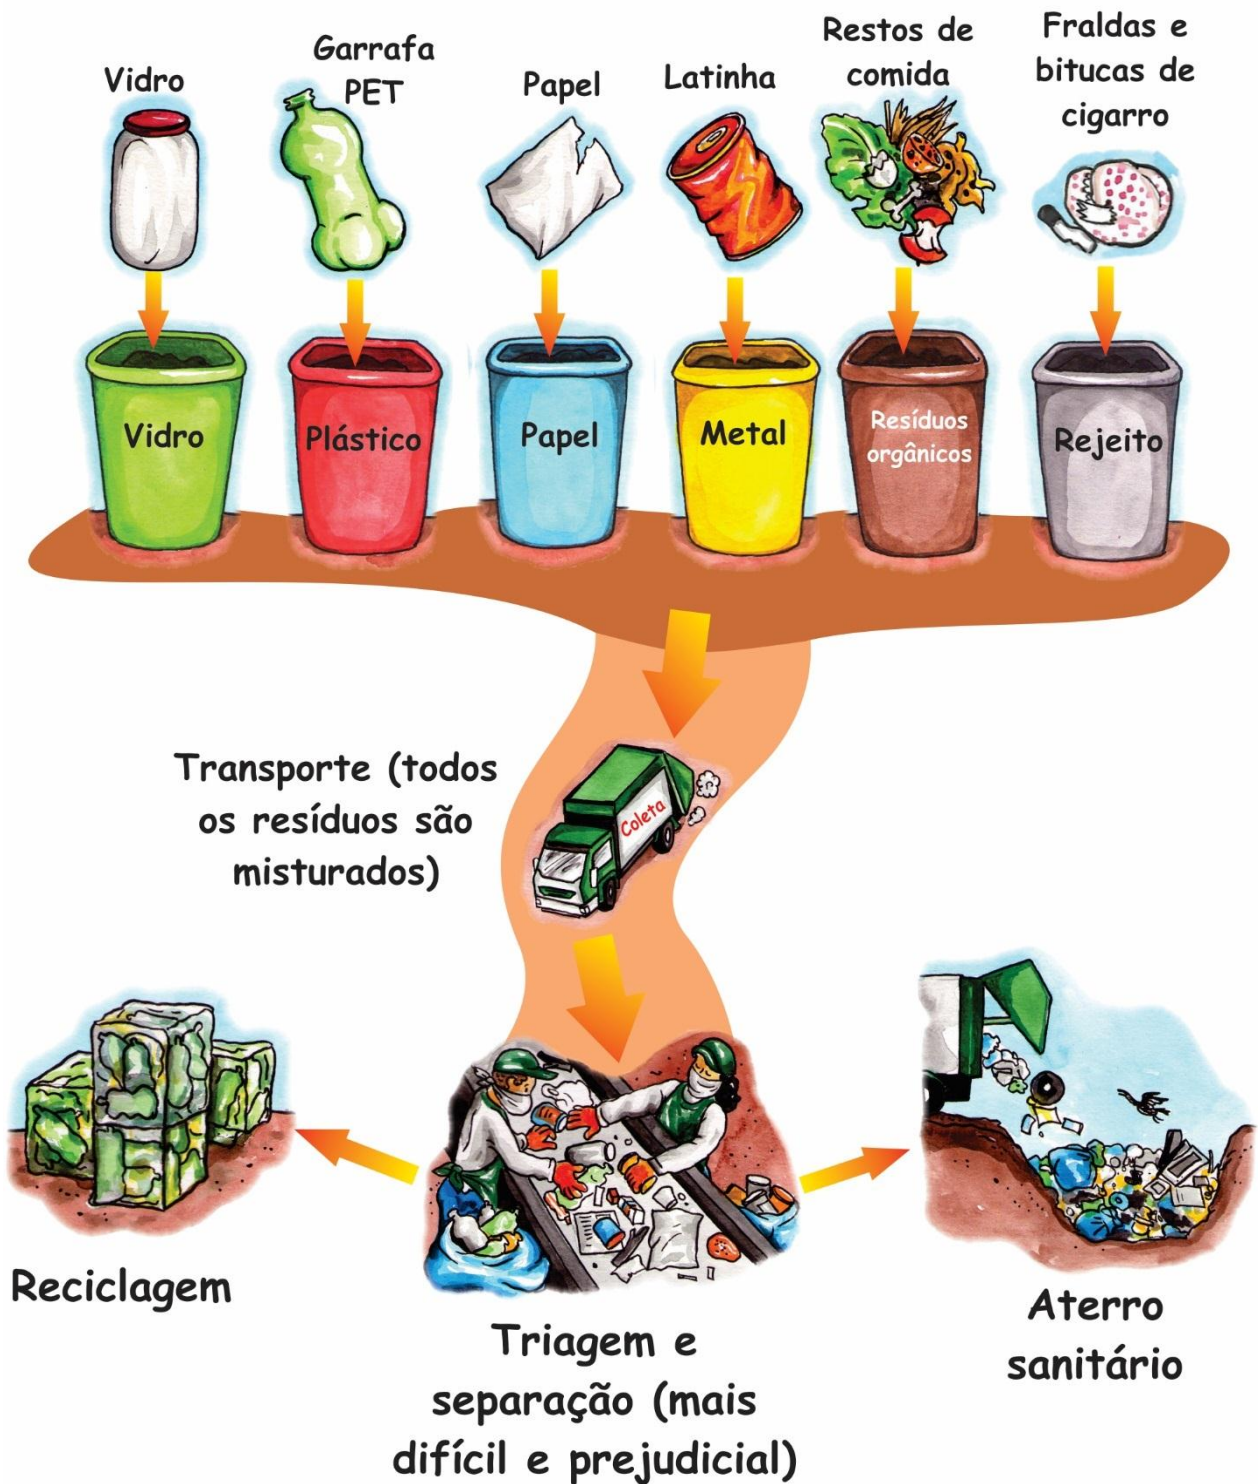 Vidro
Garrafa
PET
Papel
Latinha
Restos de
comida
Fraldas e
bitucas de
cigarro
Vidro
Plástico
Papel
Metal
Resíduos
orgânicos
Rejeito
Transporte (todos
os resíduos são
misturados)
Coleta
Reciclagem
Triagem e
separação (mais
difícil e prejudicial)
Aterro
sanitário